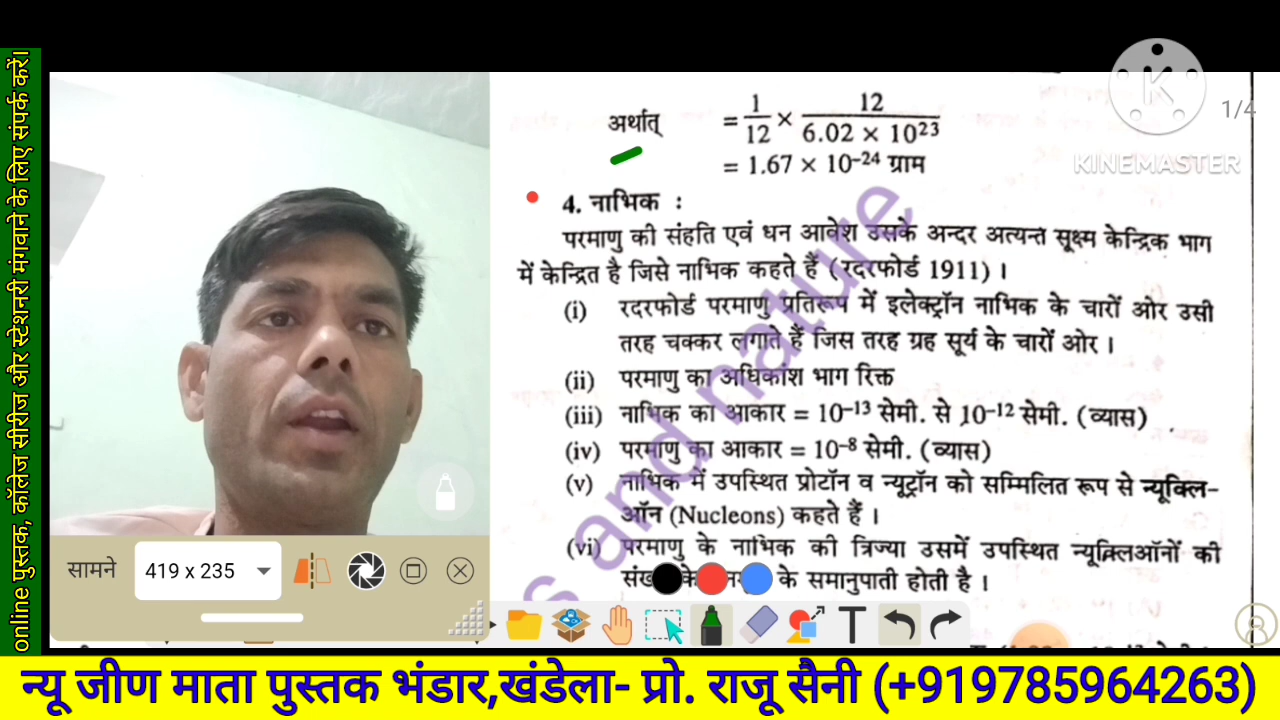 online पुस्तक, कॉलेज सीरीज और स्टेशनरी मंगवाने के लिए संपर्क करें।
अर्थात् = 1/12 × 12/(6.02 × 10²³)
= 1.67 × 10⁻²⁴ ग्राम
1/4
KINEMASTER
4. नाभिक :
परमाणु की संहति एवं धन आवेश उसके अन्दर अत्यन्त सूक्ष्म केन्द्रिक भाग
में केन्द्रित है जिसे नाभिक कहते हैं (रदरफोर्ड 1911) ।
(i) रदरफोर्ड परमाणु प्रतिरूप में इलेक्ट्रॉन नाभिक के चारों ओर उसी
तरह चक्कर लगाते हैं जिस तरह ग्रह सूर्य के चारों ओर ।
(ii) परमाणु का अधिकांश भाग रिक्त
(iii) नाभिक का आकार = 10⁻¹³ सेमी. से 10⁻¹² सेमी. (व्यास)
(iv) परमाणु का आकार = 10⁻⁸ सेमी. (व्यास)
(v) नाभिक में उपस्थित प्रोटॉन व न्यूट्रॉन को सम्मिलित रूप से न्यूक्लि-
ऑन (Nucleons) कहते हैं ।
(vi) परमाणु के नाभिक की त्रिज्या उसमें उपस्थित न्यूक्लिऑनों की
के समानुपाती होती है ।
and nature
सामने 419 x 235
न्यू जीण माता पुस्तक भंडार,खंडेला- प्रो. राजू सैनी (+919785964263)